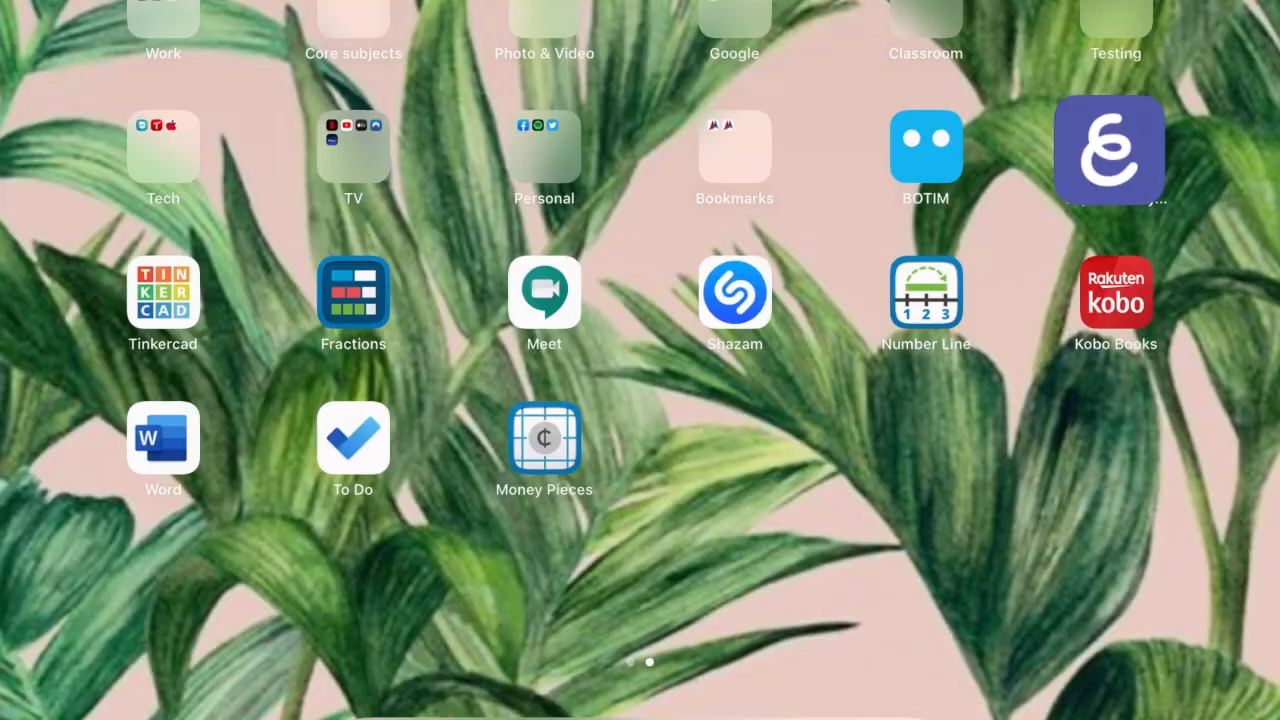 Work
Core subjects
Photo & Video
Google
Classroom
Testing
Tech
TV
Personal
Bookmarks
BOTIM
TIN
KER
CAD
1 2 3
Rakuten
kobo
Tinkercad
Fractions
Meet
Shazam
Number Line
Kobo Books
W
₵
Word
To Do
Money Pieces